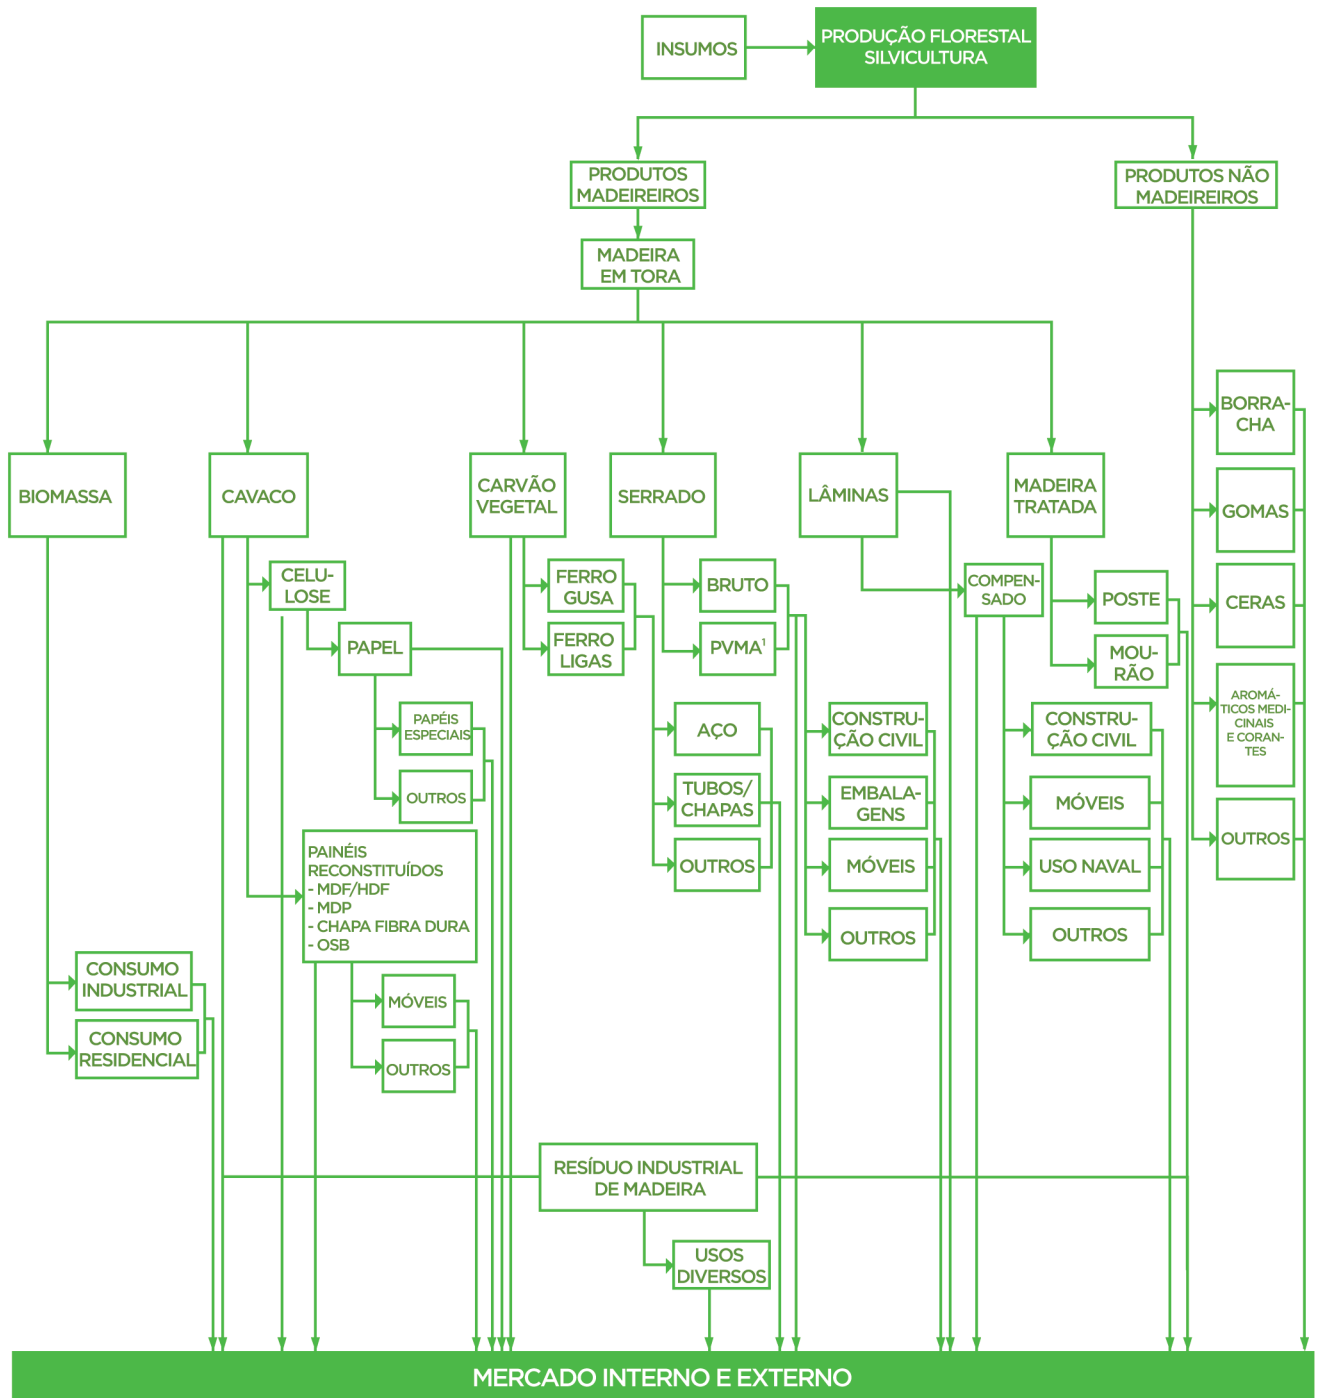 INSUMOS
PRODUÇÃO FLORESTAL
SILVICULTURA
PRODUTOS
MADEIREIROS
PRODUTOS NÃO
MADEIREIROS
MADEIRA
EM TORA
BIOMASSA
CAVACO
CARVÃO
VEGETAL
SERRADO
LÂMINAS
MADEIRA
TRATADA
BORRA-
CHA
GOMAS
CERAS
AROMÁ-
TICOS MEDI-
CINAIS
E CORAN-
TES
OUTROS
CELU-
LOSE
PAPEL
PAPÉIS
ESPECIAIS
OUTROS
PAINÉIS
RECONSTITUÍDOS
- MDF/HDF
- MDP
- CHAPA FIBRA DURA
- OSB
MÓVEIS
OUTROS
CONSUMO
INDUSTRIAL
CONSUMO
RESIDENCIAL
FERRO
GUSA
FERRO
LIGAS
AÇO
TUBOS/
CHAPAS
OUTROS
BRUTO
PVMA¹
CONSTRU-
ÇÃO CIVIL
EMBALA-
GENS
MÓVEIS
OUTROS
COMPEN-
SADO
CONSTRU-
ÇÃO CIVIL
MÓVEIS
USO NAVAL
OUTROS
POSTE
MOU-
RÃO
RESÍDUO INDUSTRIAL
DE MADEIRA
USOS
DIVERSOS
MERCADO INTERNO E EXTERNO